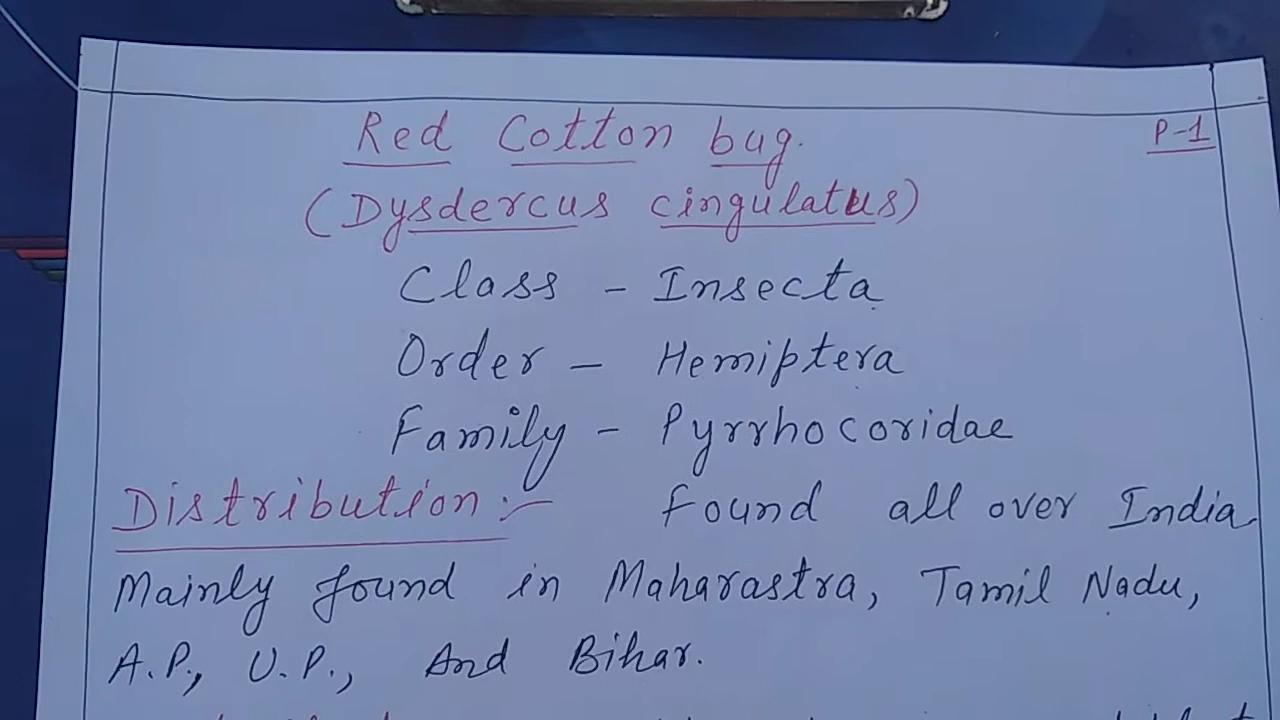 Red Cotton bug.
P-1
(Dysdercus cingulatus)
Class - Insecta
Order - Hemiptera
Family - Pyrrhocoridae
Distribution :- Found all over India
Mainly found in Maharastra, Tamil Nadu,
A.P., U.P., And Bihar.